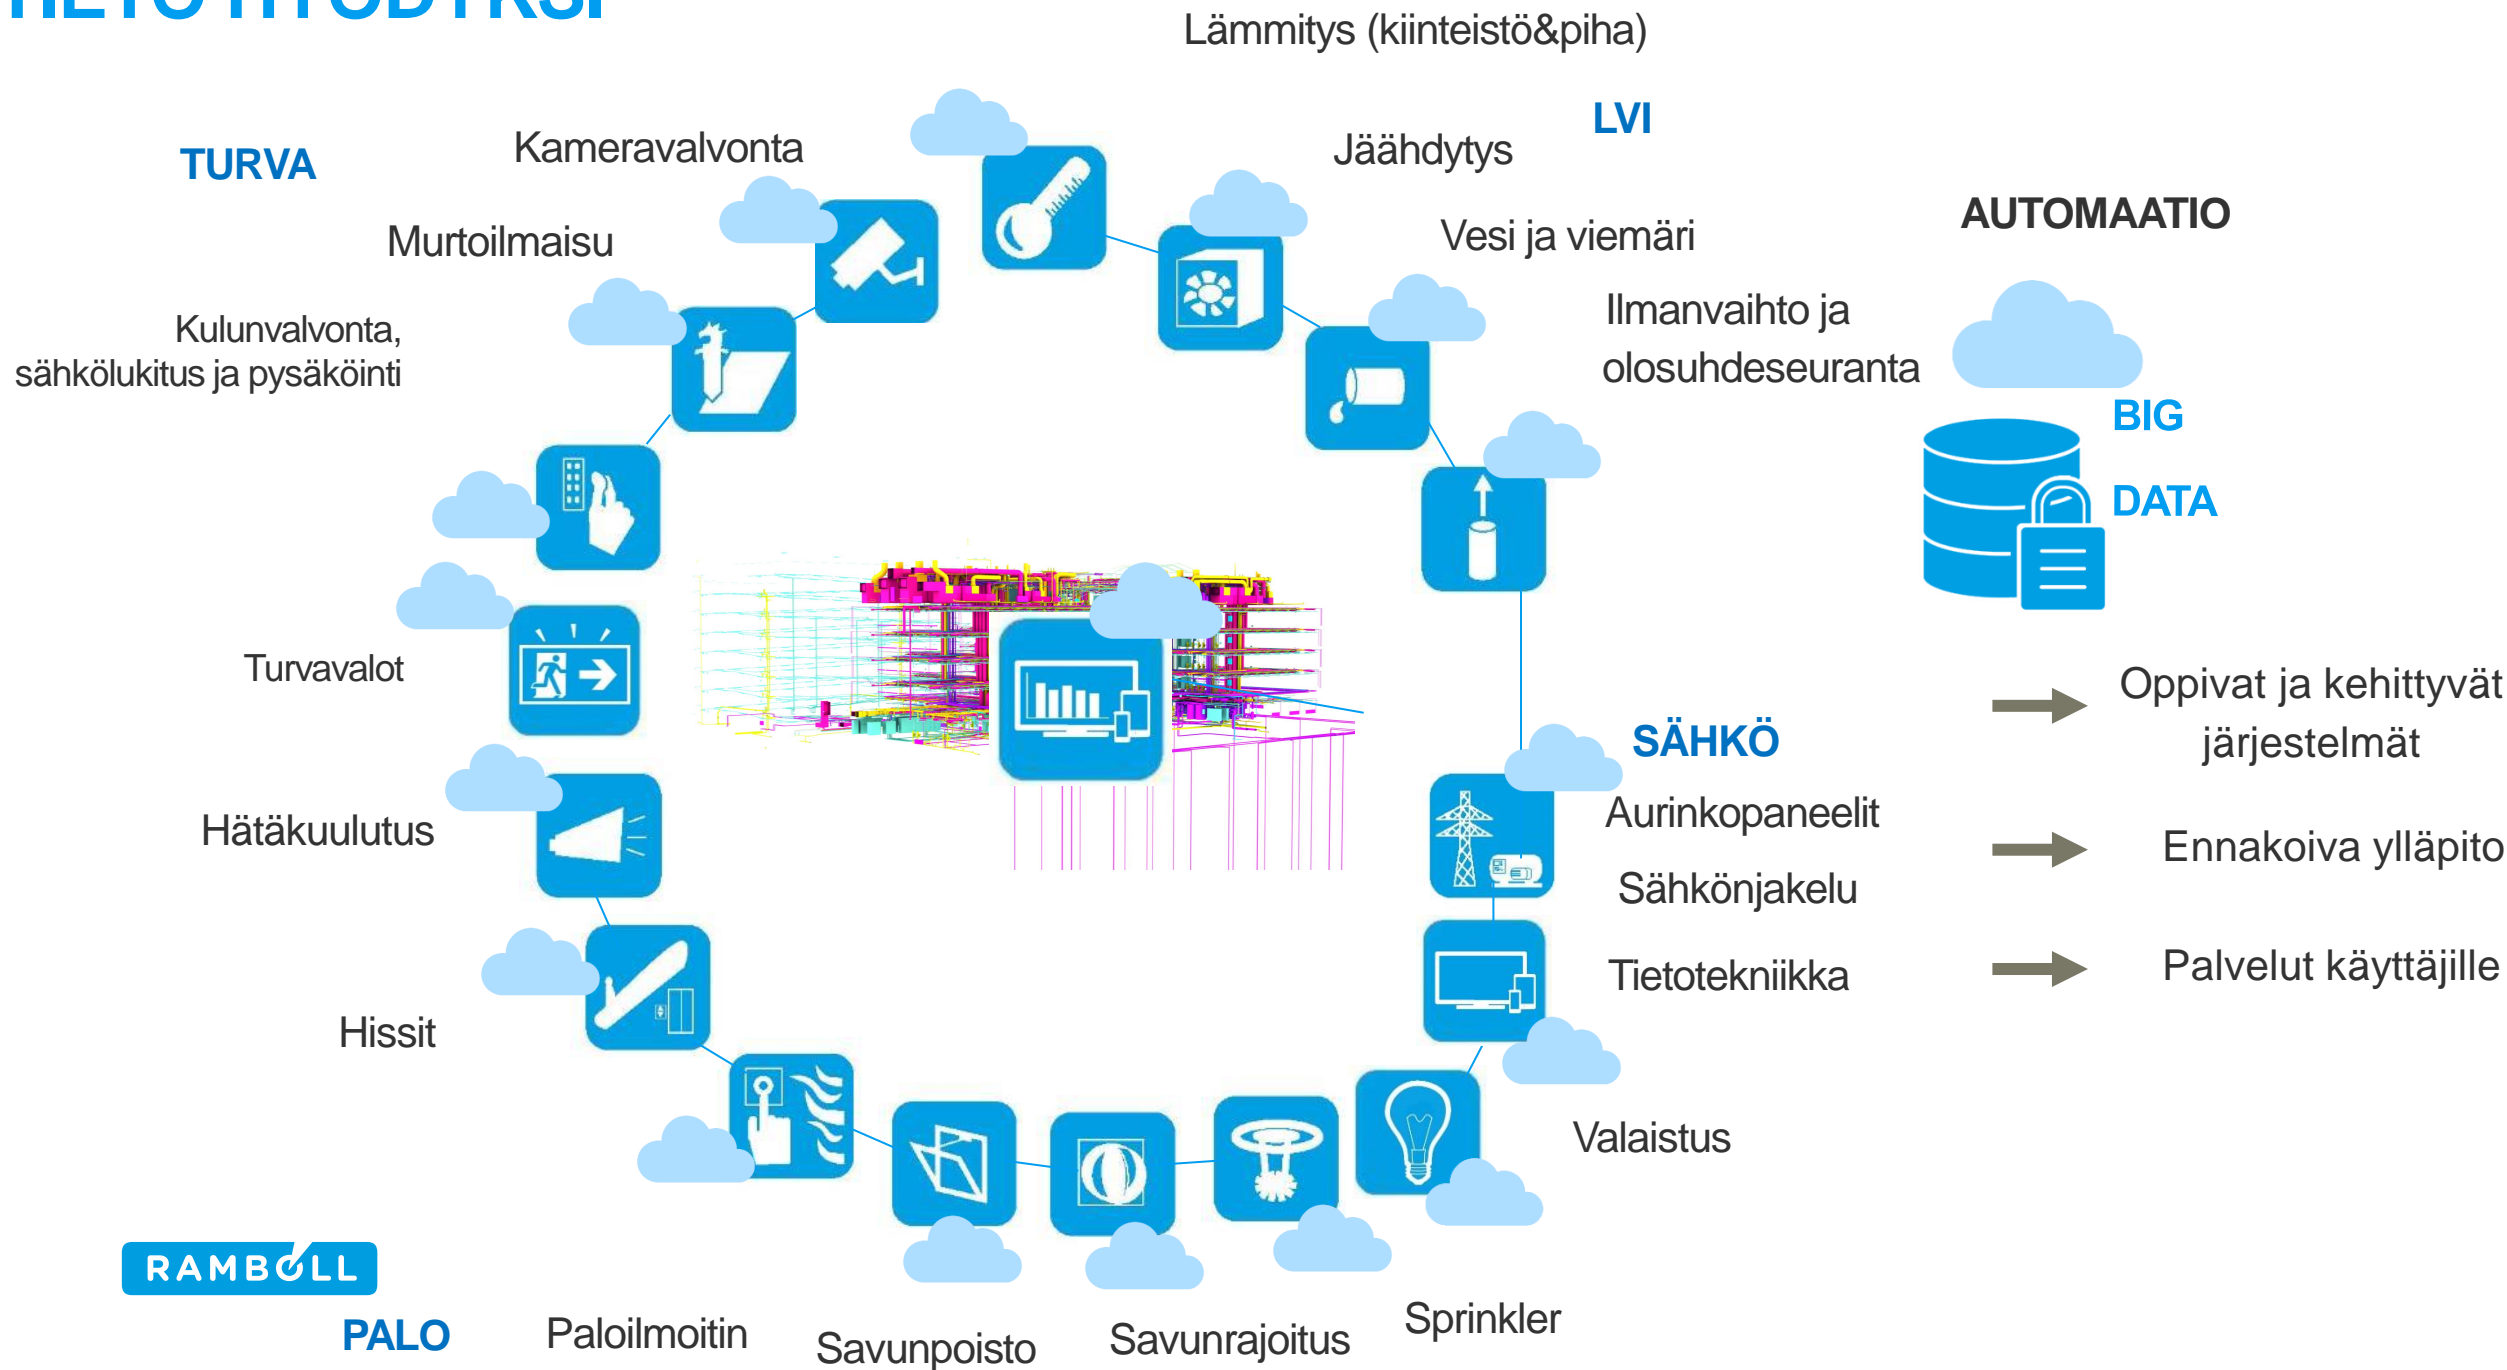 TIETO HYÖDYKSI
Lämmitys (kiinteistö&piha)
LVI
Kameravalvonta
Jäähdytys
TURVA
AUTOMAATIO
Murtoilmaisu
Vesi ja viemäri
Ilmanvaihto ja
olosuhdeseuranta
Kulunvalvonta,
sähkölukitus ja pysäköinti
BIG
DATA
Turvavalot
Oppivat ja kehittyvät
järjestelmät
SÄHKÖ
Aurinkopaneelit
Hätäkuulutus
Ennakoiva ylläpito
Sähkönjakelu
Tietotekniikka
Palvelut käyttäjille
Hissit
Valaistus
RAMBOLL
PALO
Paloilmoitin
Savunpoisto
Savunrajoitus
Sprinkler